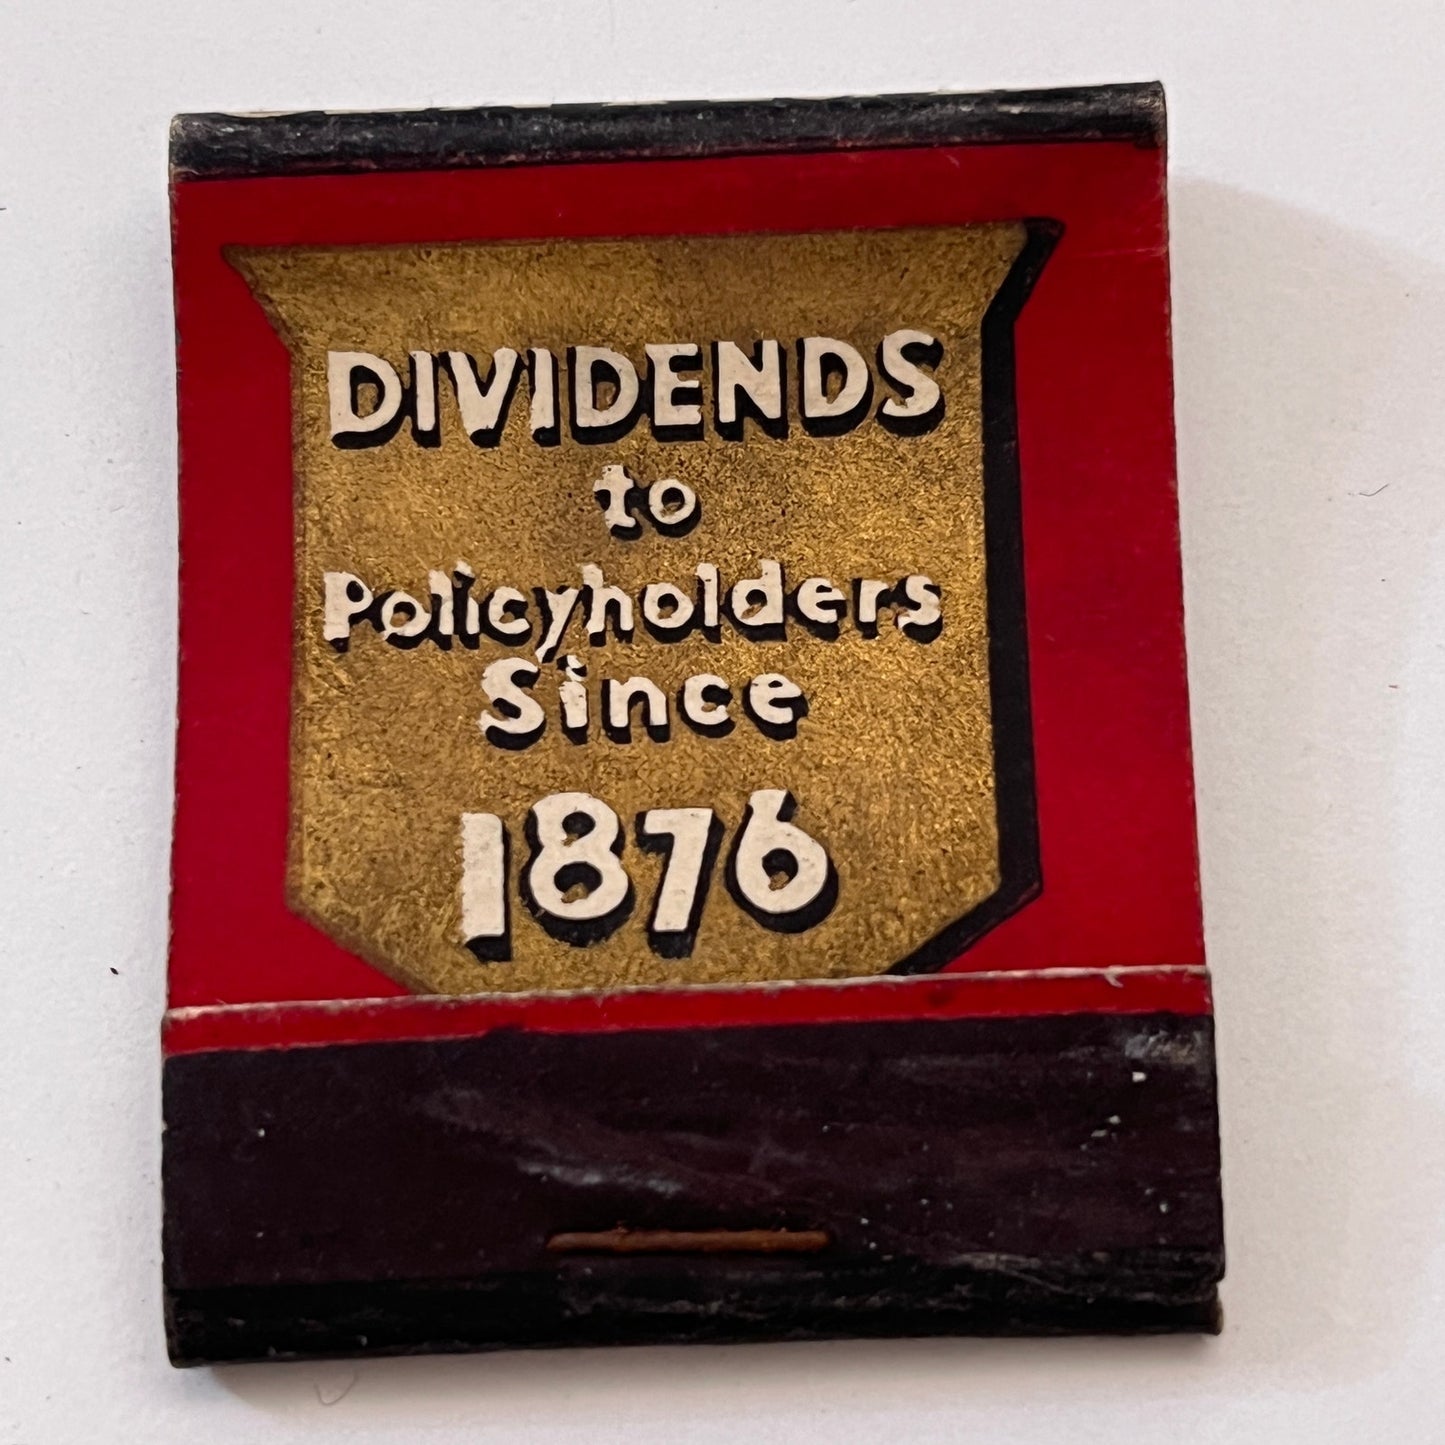 DIVIDENDS
to
Policyholders
Since
1876